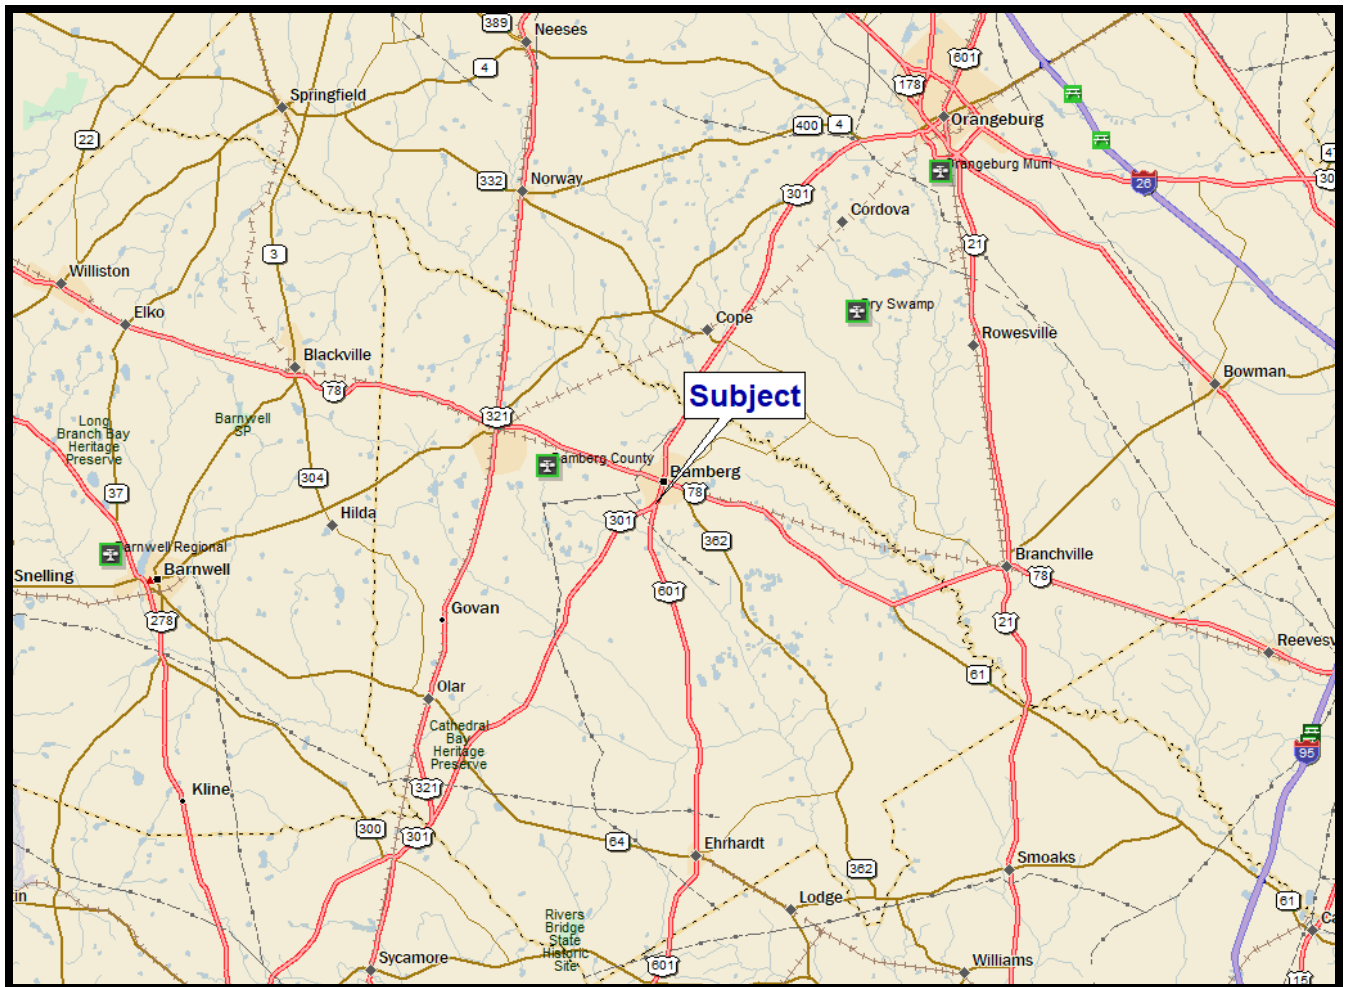 389
Neeses
601
4
178
Springfield
400
4
Orangeburg
22
Orangeburg Muni
332
Norway
26
301
Cordova
21
3
Williston
Elko
Cope
Dry Swamp
Rowesville
Blackville
78
Bowman
Subject
321
Long
Branch Bay
Heritage
Preserve
Barnwell
SP
Bamberg County
Bamberg
78
304
37
Hilda
301
362
Barnwell Regional
Branchville
78
Snelling
Barnwell
601
Govan
278
21
Reevesv
61
Olar
Cathedral
Bay
Heritage
Preserve
95
321
Kline
300
301
64
Ehrhardt
Smoaks
362
Lodge
61
Rivers
Bridge
State
Historic
Site
Sycamore
601
Williams
15